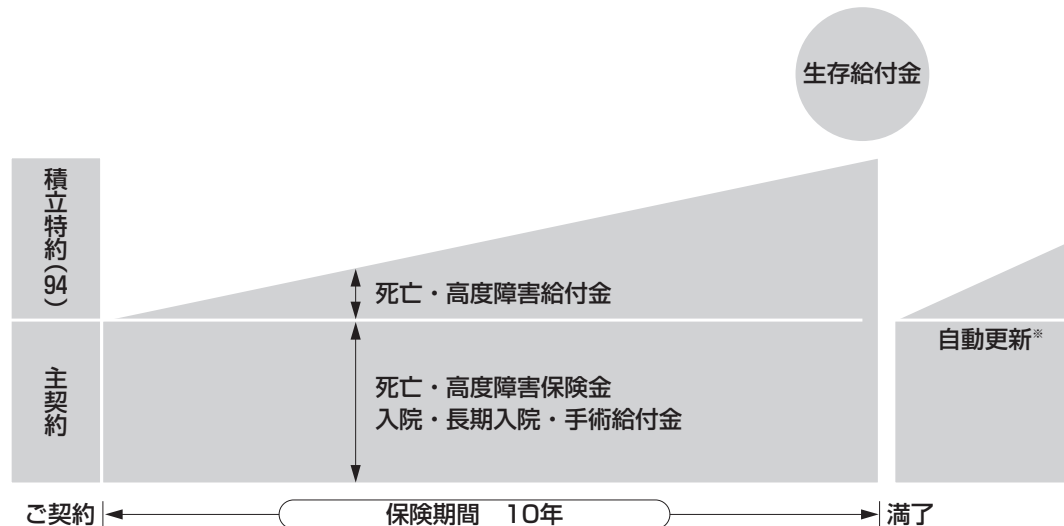 生存給付金
積立特約(94)
死亡・高度障害給付金
自動更新※
主契約
死亡・高度障害保険金
入院・長期入院・手術給付金
ご契約
保険期間 10年
満了